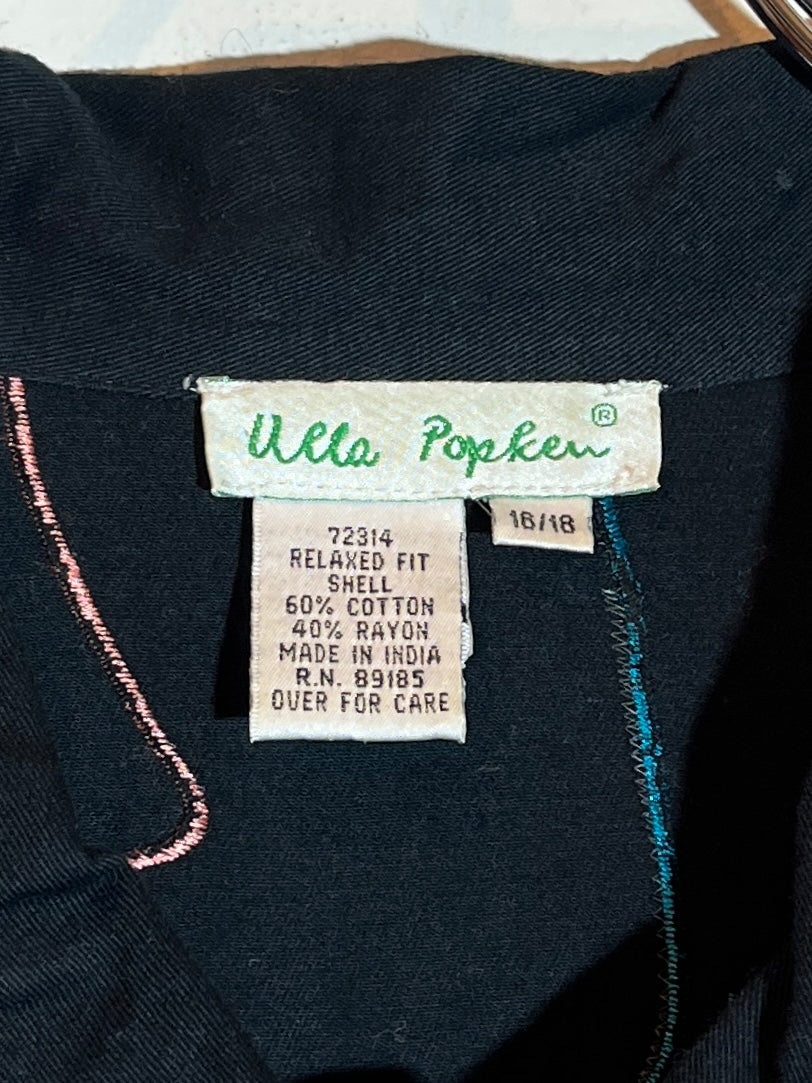 Ulla Popken®
16/18
72314
RELAXED FIT
SHELL
60% COTTON
40% RAYON
MADE IN INDIA
R.N. 89185
OVER FOR CARE